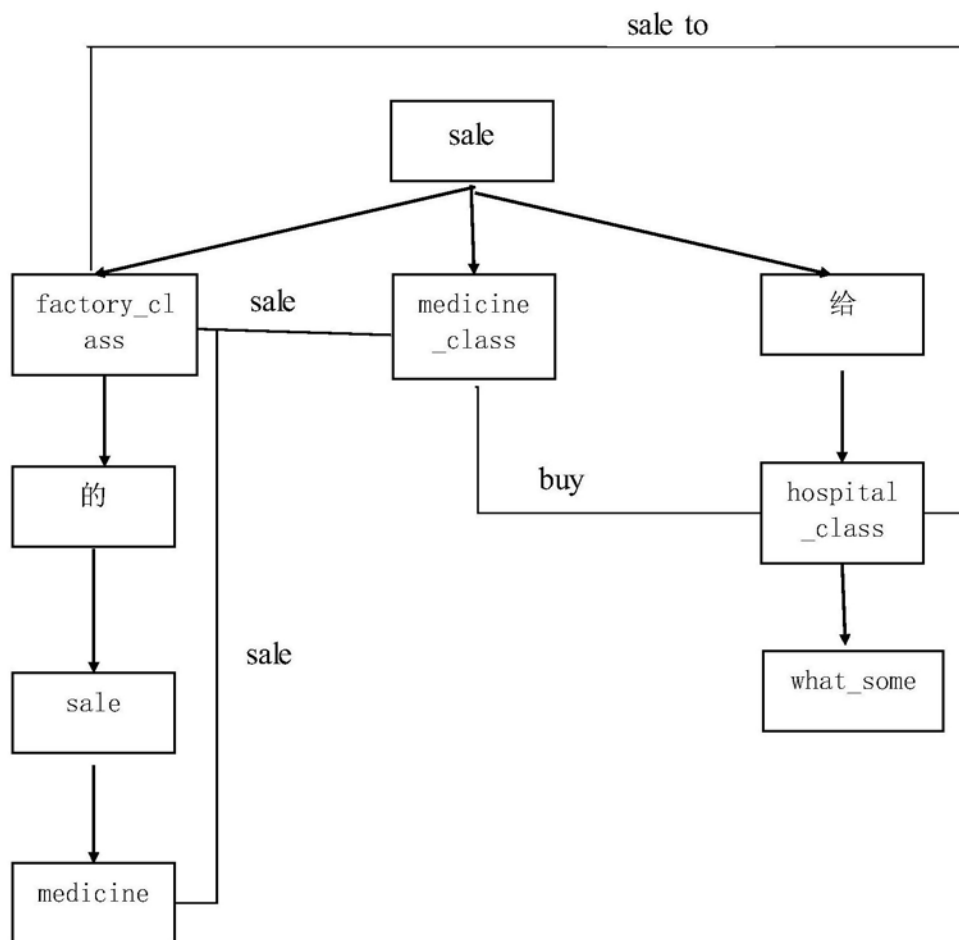 sale to
sale
factory_cl
ass
sale
medicine
_class
给
的
buy
hospital
_class
sale
sale
what_some
medicine